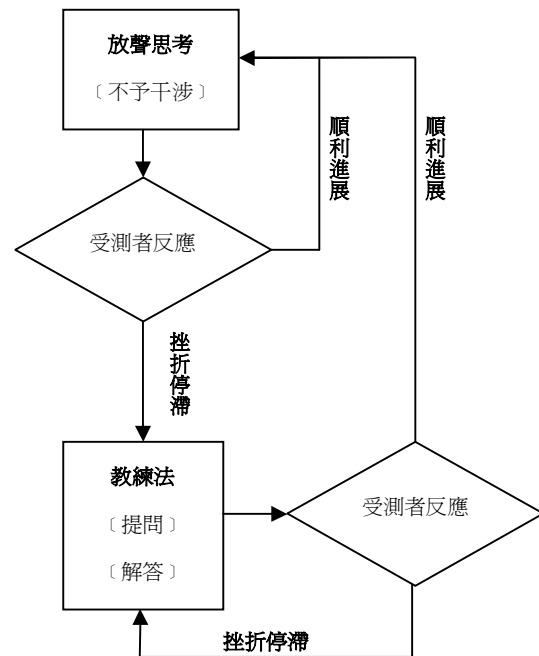 放聲思考
﹝不予干涉﹞
順利進展
順利進展
受測者反應
挫折停滯
教練法
﹝提問﹞
﹝解答﹞
受測者反應
挫折停滯